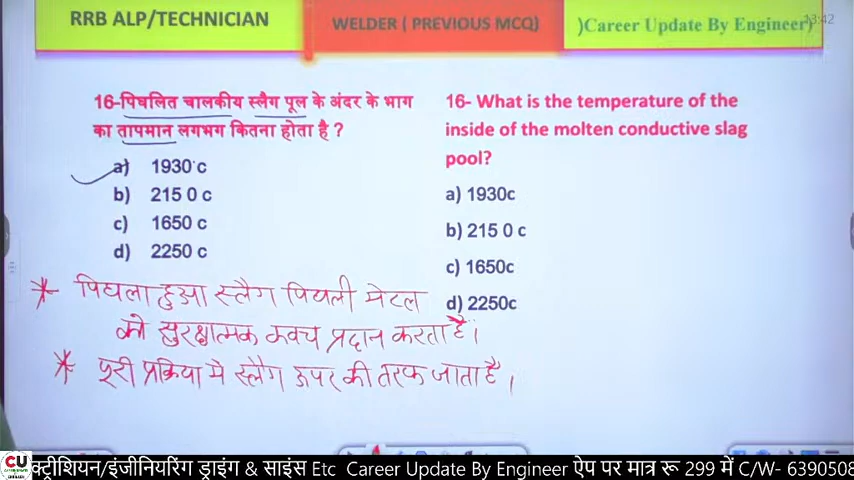 RRB ALP/TECHNICIAN
WELDER ( PREVIOUS MCQ)
)Career Update By Engineer)
13:42
16-पिघलित चालकीय स्लैग पूल के अंदर के भाग
का तापमान लगभग कितना होता है ?
a) 1930°c
b) 215 0 c
c) 1650 c
d) 2250 c
16- What is the temperature of the
inside of the molten conductive slag
pool?
a) 1930c
b) 215 0 c
c) 1650c
d) 2250c
* पिघला हुआ स्लैग पिघली मेटल
को सुरक्षात्मक कवच प्रदान करता है।
* पूरी प्रक्रिया मे स्लैग ऊपर की तरफ जाता है।
CU
क्ट्रीशियन/इंजीनियरिंग ड्राइंग & साइंस Etc Career Update By Engineer ऐप पर मात्र रू 299 में C/W- 6390508